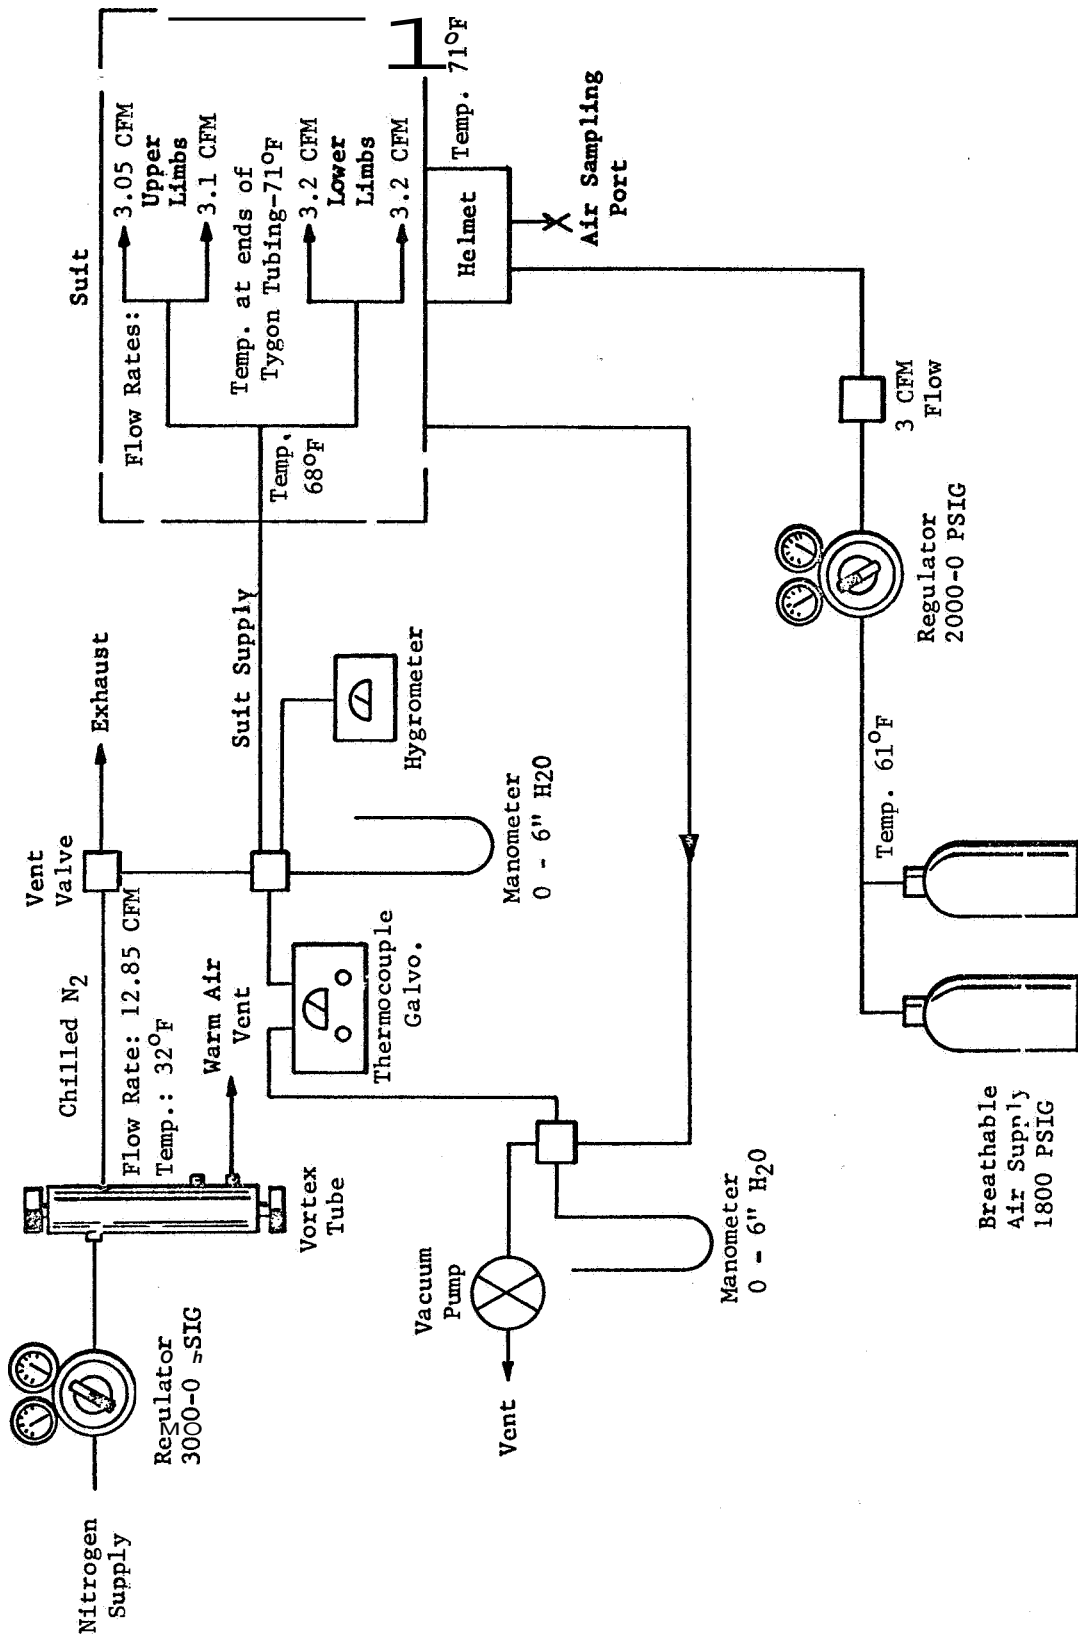 Nitrogen
Supply
Regulator
3000-0 PSIG
Vortex
Tube
Chilled N2
Flow Rate: 12.85 CFM
Temp.: 32°F
Warm Air
Vent
Vent
Valve
Exhaust
Suit Supply
Hygrometer
Manometer
0 - 6" H2O
Thermocouple
Galvo.
Suit
Flow Rates:
3.05 CFM
Upper
Limbs
3.1 CFM
Temp. at ends of
Tygon Tubing-71°F
3.2 CFM
Lower
Limbs
3.2 CFM
Temp.
68°F
Temp. 71°F
Helmet
Air Sampling
Port
Vacuum
Pump
Vent
Manometer
0 - 6" H2O
3 CFM
Flow
Regulator
2000-0 PSIG
Temp. 61°F
Breathable
Air Supply
1800 PSIG